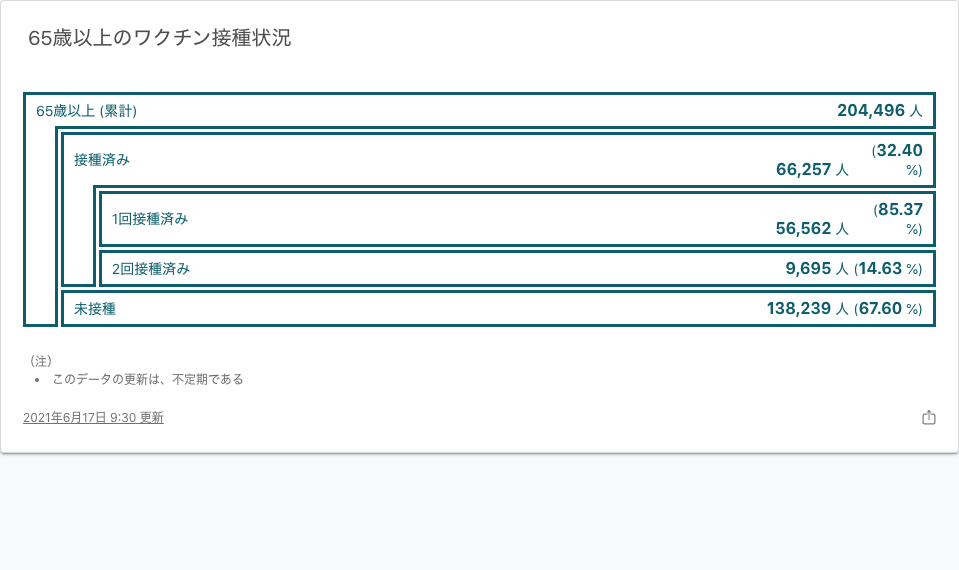 65歳以上のワクチン接種状況
65歳以上 (累計) 204,496 人
接種済み 66,257 人 (32.40 %)
1回接種済み 56,562 人 (85.37 %)
2回接種済み 9,695 人 (14.63 %)
未接種 138,239 人 (67.60 %)
（注）
• このデータの更新は、不定期である
2021年6月17日 9:30 更新